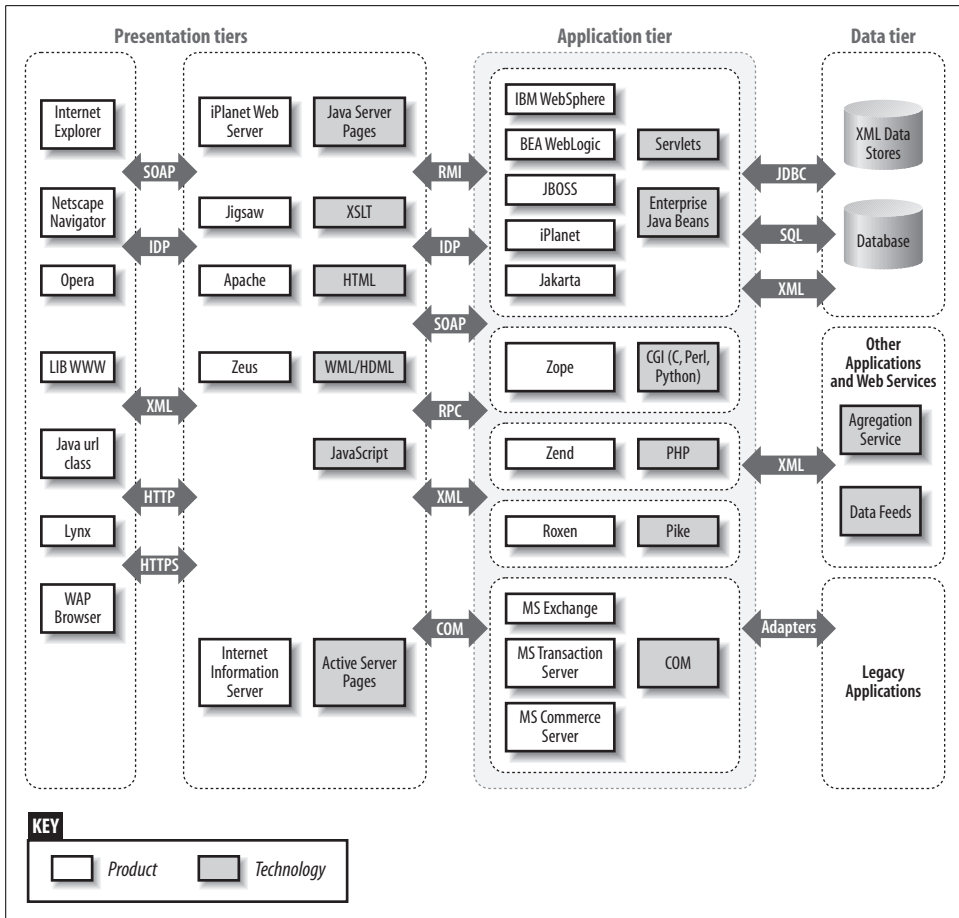 Presentation tiers
Application tier
Data tier
Internet
Explorer
Netscape
Navigator
Opera
LIB WWW
Java url
class
Lynx
WAP
Browser
SOAP
IDP
XML
HTTP
HTTPS
iPlanet Web
Server
Java Server
Pages
Jigsaw
XSLT
Apache
HTML
Zeus
WML/HDML
JavaScript
Internet
Information
Server
Active Server
Pages
RMI
IDP
SOAP
RPC
XML
COM
IBM WebSphere
BEA WebLogic
Servlets
JBOSS
Enterprise
Java Beans
iPlanet
Jakarta
Zope
CGI (C, Perl,
Python)
Zend
PHP
Roxen
Pike
MS Exchange
MS Transaction
Server
COM
MS Commerce
Server
JDBC
SQL
XML
XML
Adapters
XML Data
Stores
Database
Other
Applications
and Web Services
Agregation
Service
Data Feeds
Legacy
Applications
KEY
Product
Technology